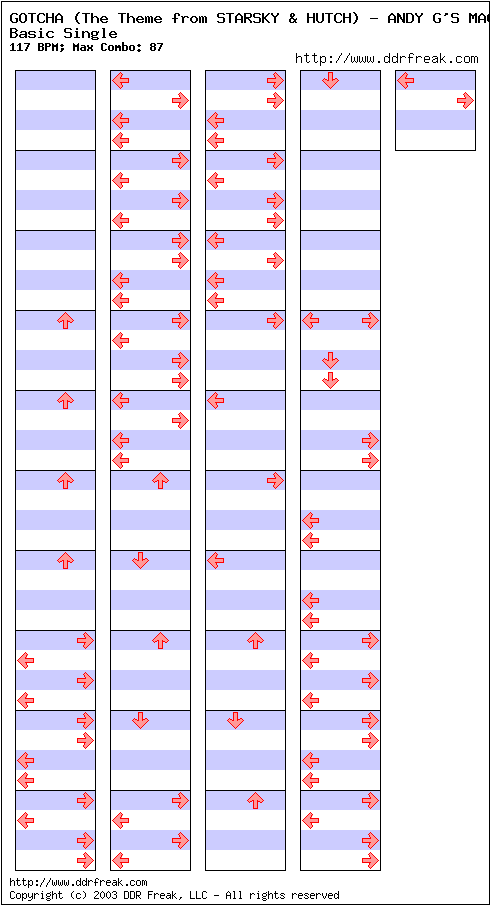 GOTCHA (The Theme from STARSKY & HUTCH) - ANDY G'S MA
Basic Single
117 BPM; Max Combo: 87
http://www.ddrfreak.com
http://www.ddrfreak.com
Copyright (c) 2003 DDR Freak, LLC - All rights reserved